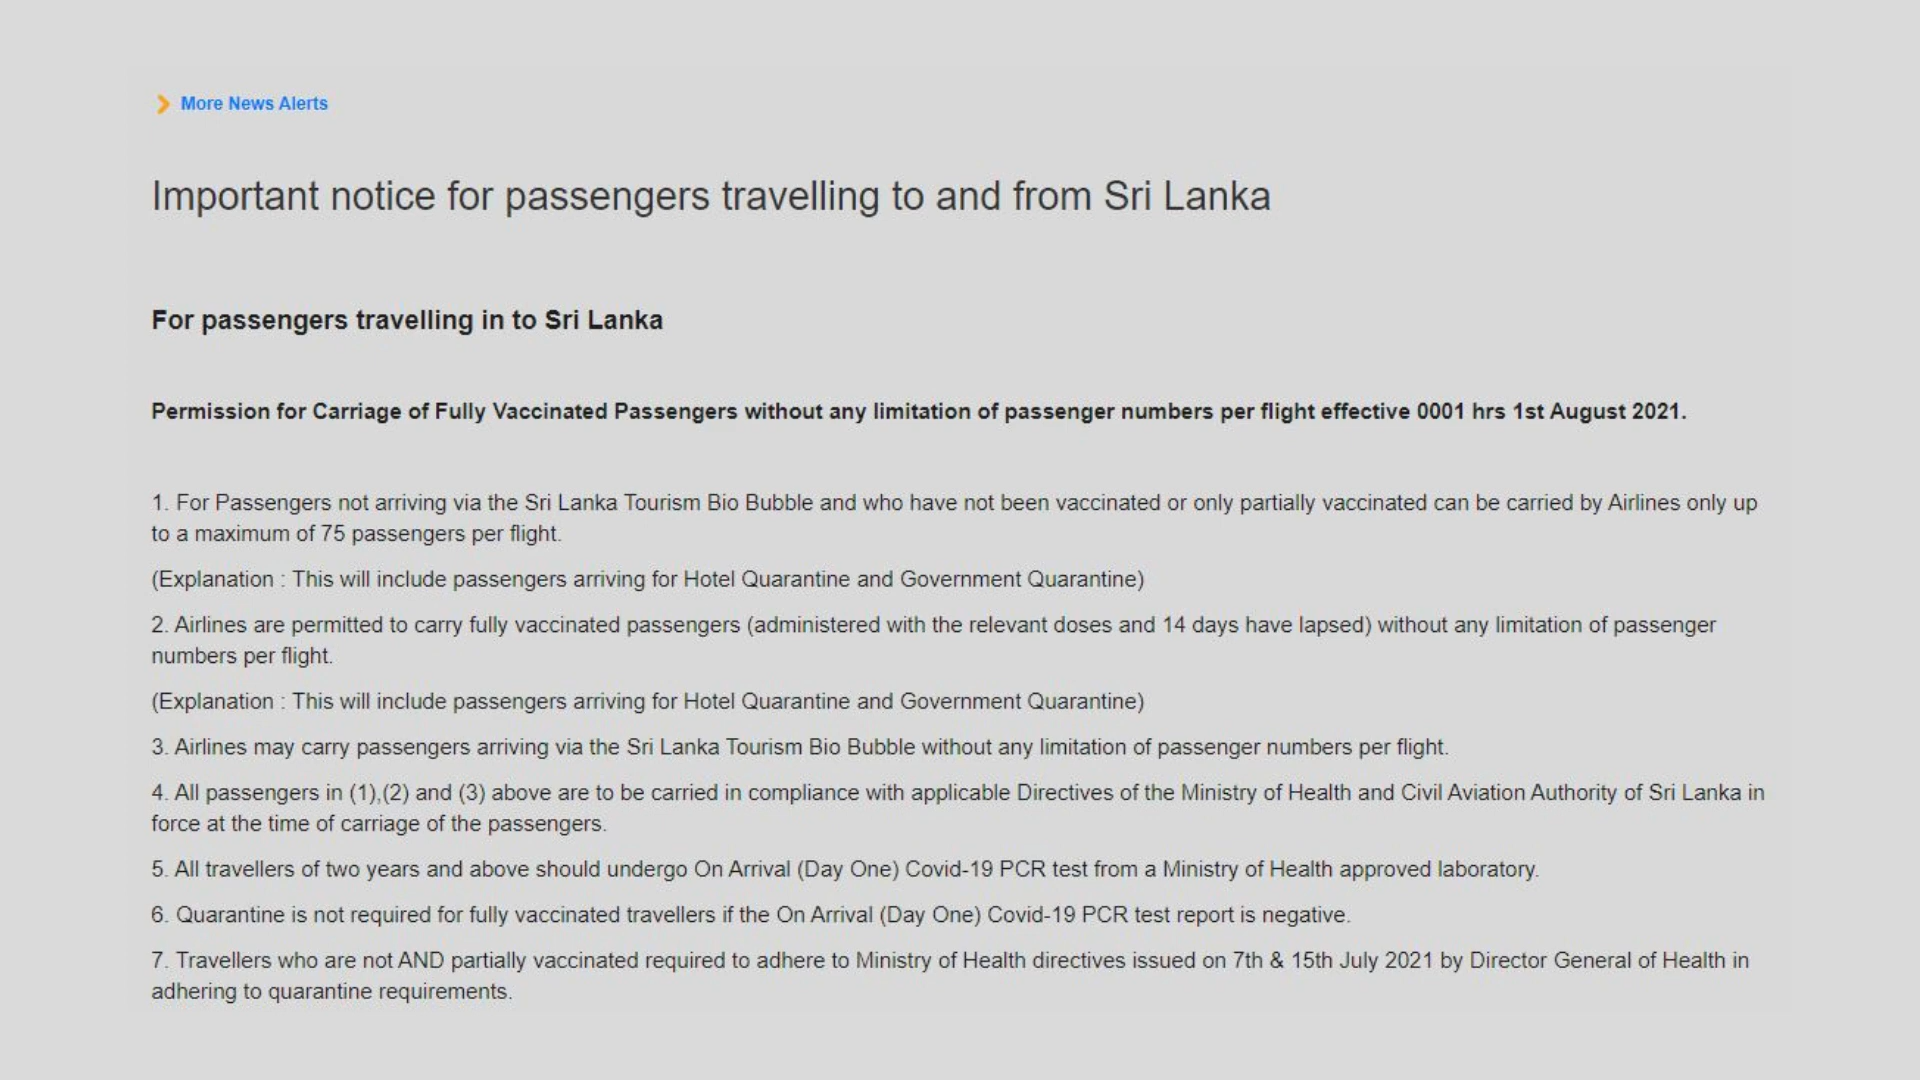 More News Alerts
Important notice for passengers travelling to and from Sri Lanka
For passengers travelling in to Sri Lanka
Permission for Carriage of Fully Vaccinated Passengers without any limitation of passenger numbers per flight effective 0001 hrs 1st August 2021.
1. For Passengers not arriving via the Sri Lanka Tourism Bio Bubble and who have not been vaccinated or only partially vaccinated can be carried by Airlines only up
to a maximum of 75 passengers per flight.
(Explanation : This will include passengers arriving for Hotel Quarantine and Government Quarantine)
2. Airlines are permitted to carry fully vaccinated passengers (administered with the relevant doses and 14 days have lapsed) without any limitation of passenger
numbers per flight.
(Explanation : This will include passengers arriving for Hotel Quarantine and Government Quarantine)
3. Airlines may carry passengers arriving via the Sri Lanka Tourism Bio Bubble without any limitation of passenger numbers per flight.
4. All passengers in (1),(2) and (3) above are to be carried in compliance with applicable Directives of the Ministry of Health and Civil Aviation Authority of Sri Lanka in
force at the time of carriage of the passengers.
5. All travellers of two years and above should undergo On Arrival (Day One) Covid-19 PCR test from a Ministry of Health approved laboratory.
6. Quarantine is not required for fully vaccinated travellers if the On Arrival (Day One) Covid-19 PCR test report is negative.
7. Travellers who are not AND partially vaccinated required to adhere to Ministry of Health directives issued on 7th & 15th July 2021 by Director General of Health in
adhering to quarantine requirements.